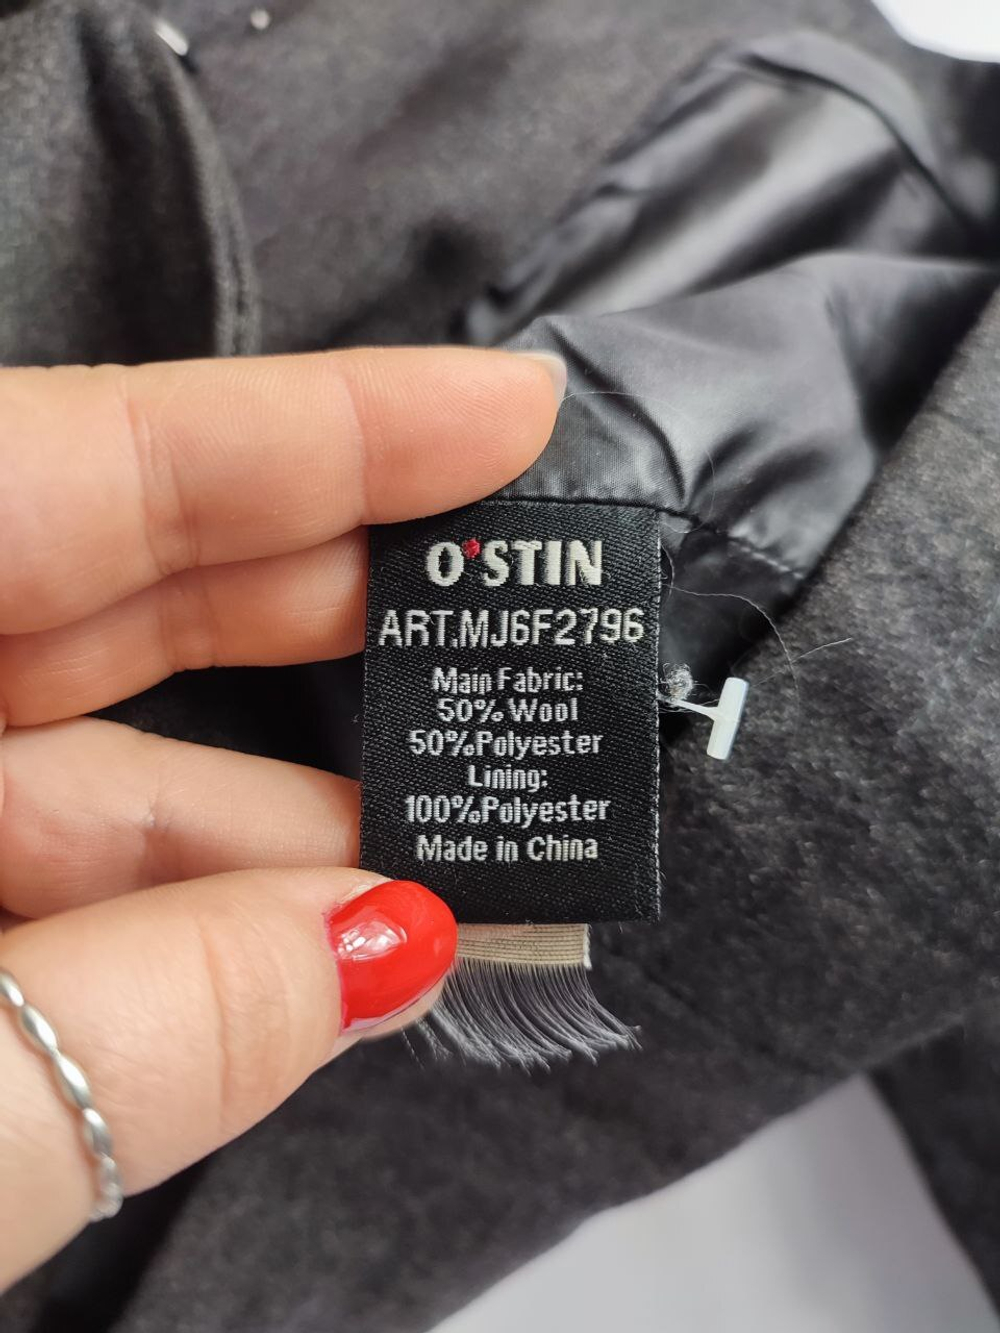 O'STIN
ART.MJ6F2796
Main Fabric:
50% Wool
50%Polyester
Lining:
100%Polyester
Made in China